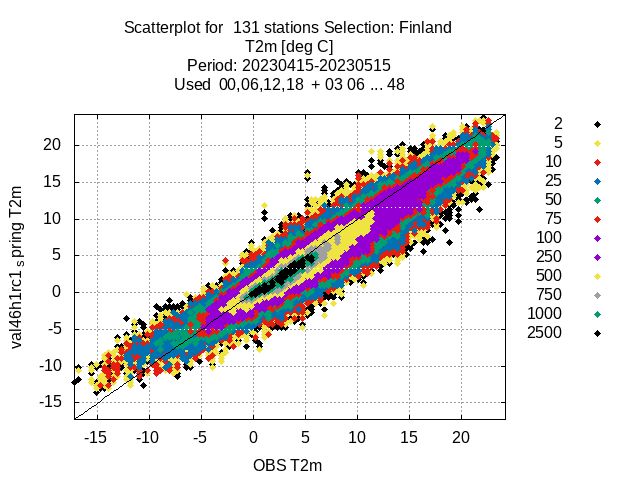 Scatterplot for  131 stations Selection: Finland
T2m [deg C]
Period: 20230415-20230515
Used  00,06,12,18  + 03 06 ... 48
val46h1rc1_spring T2m
20
15
10
5
0
-5
-10
-15
-15 -10 -5 0 5 10 15 20
OBS T2m
2
5
10
25
50
75
100
250
500
750
1000
2500